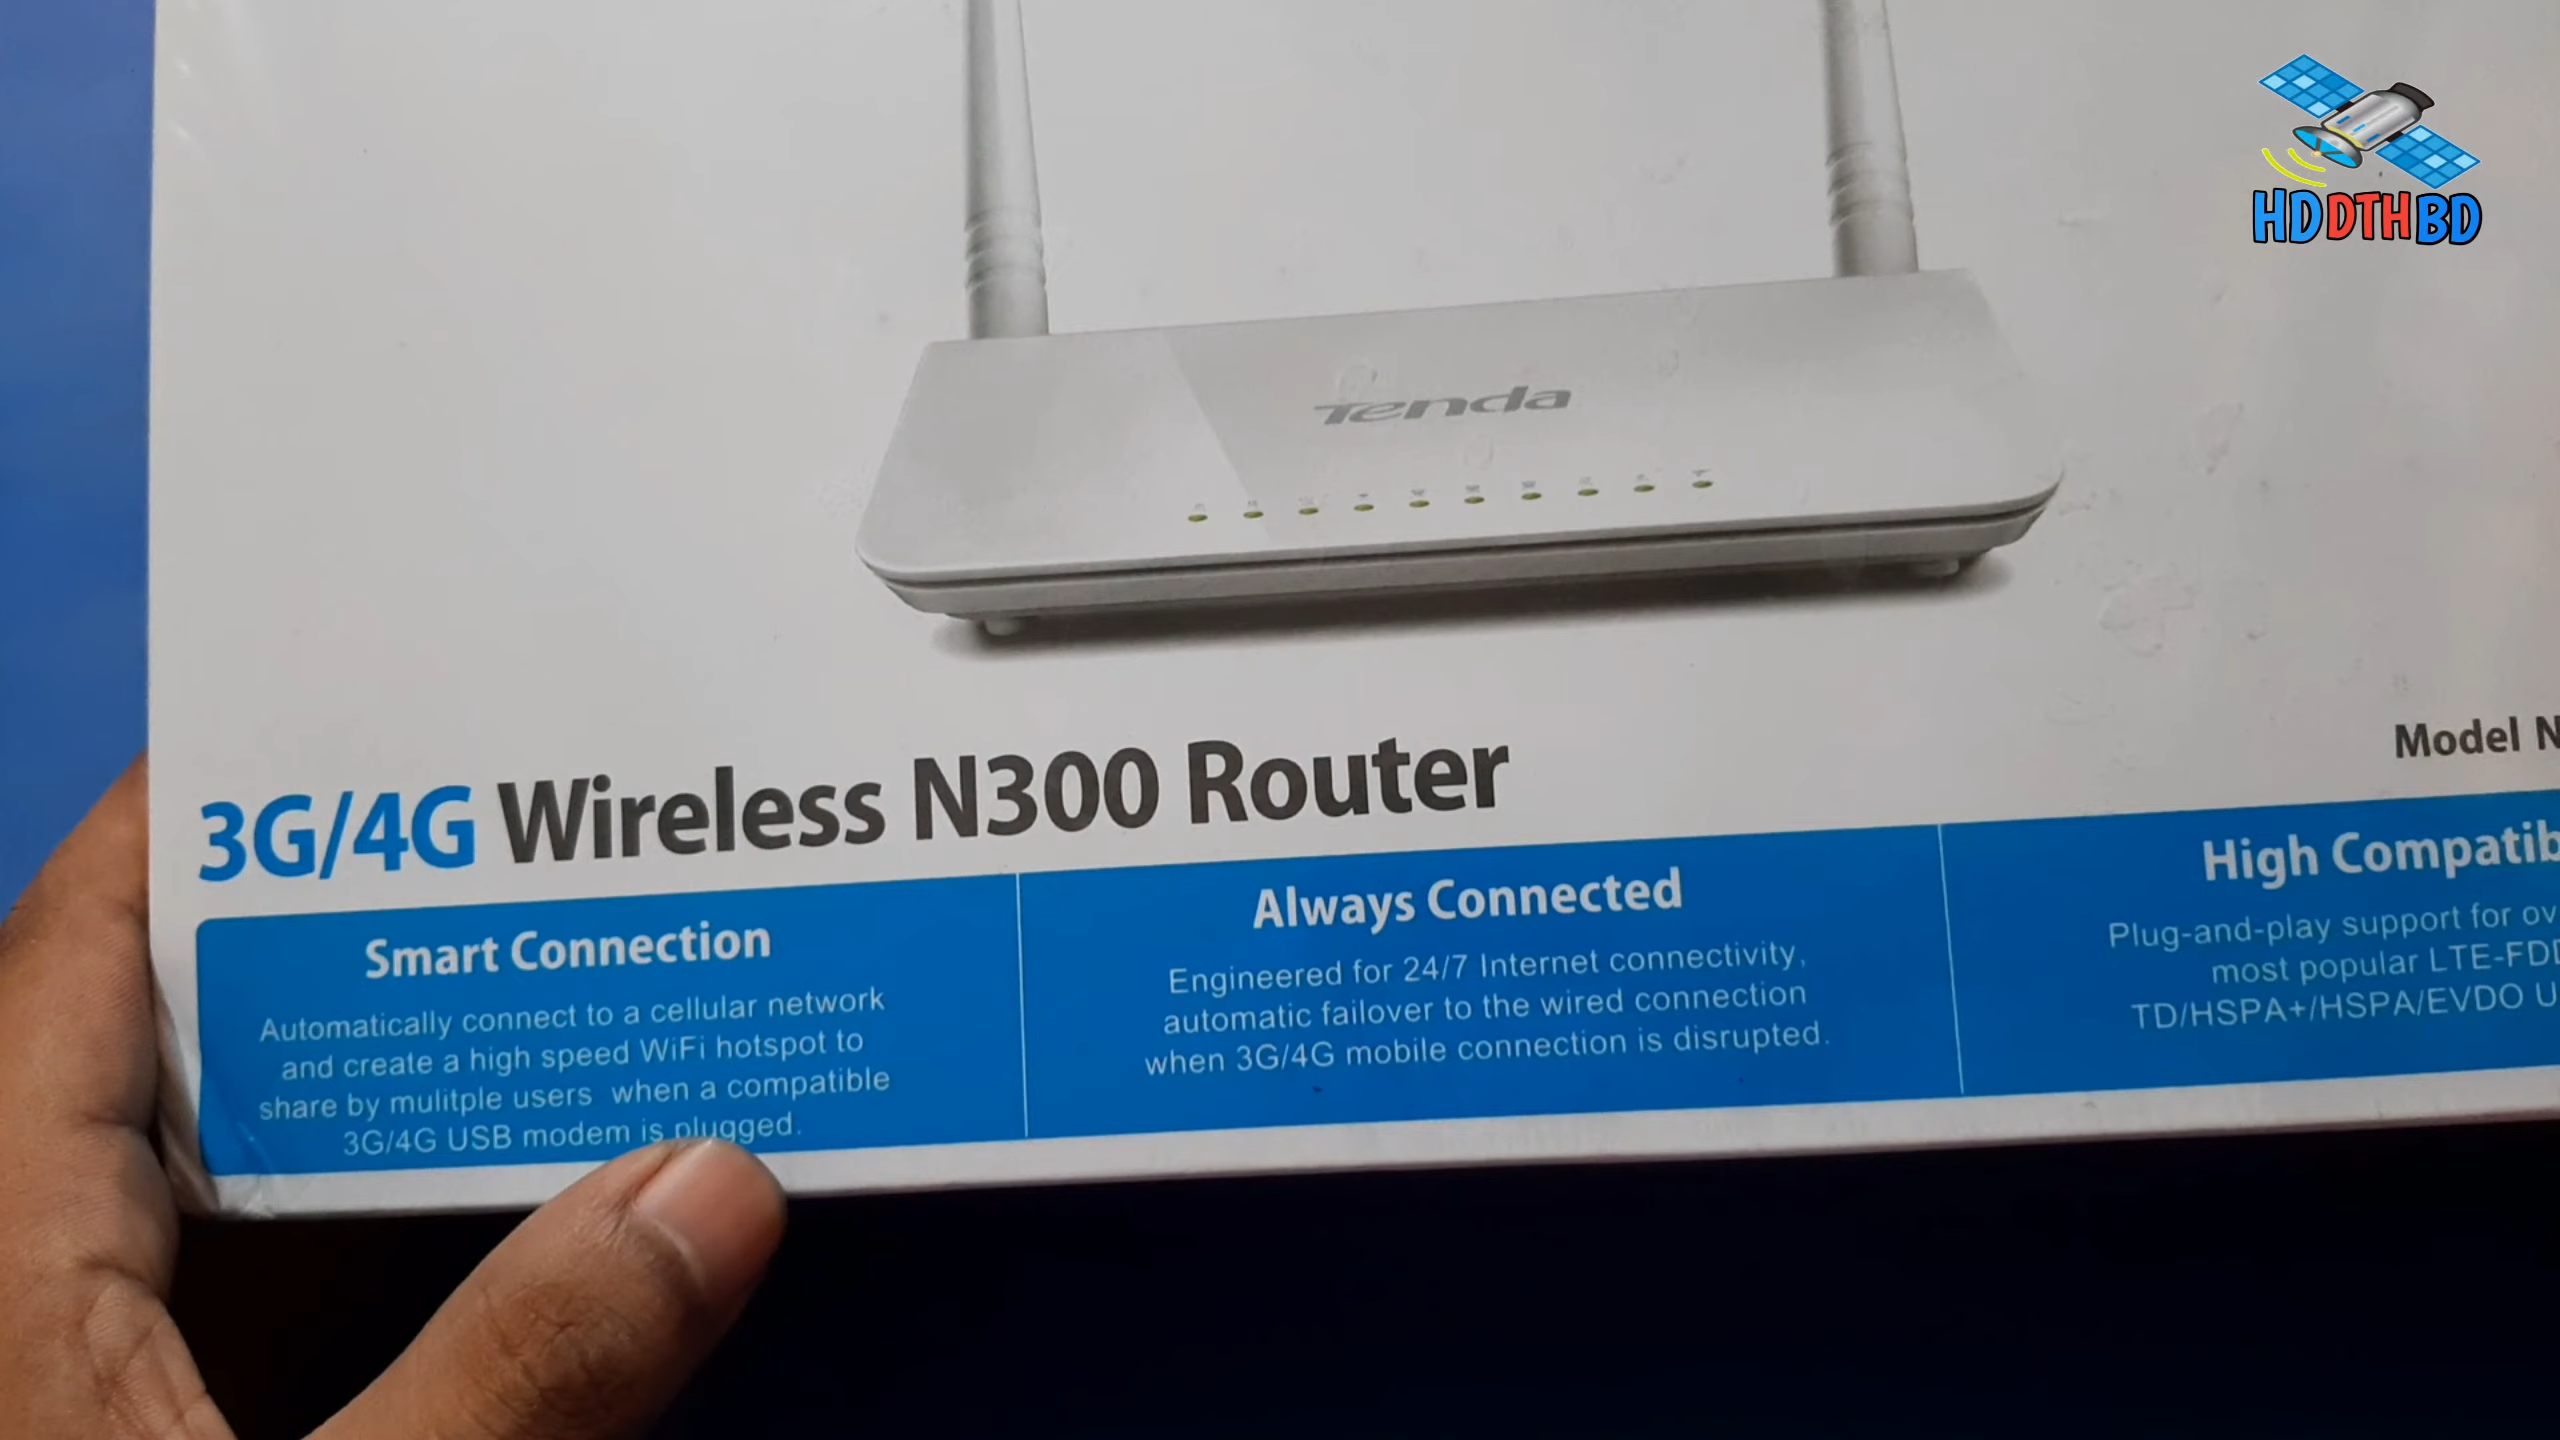 HDDTHBD
Tenda
Model N
3G/4G Wireless N300 Router
Smart Connection
Automatically connect to a cellular network
and create a high speed WiFi hotspot to
share by mulitple users when a compatible
3G/4G USB modem is plugged.
Always Connected
Engineered for 24/7 Internet connectivity,
automatic failover to the wired connection
when 3G/4G mobile connection is disrupted.
High Compatib
Plug-and-play support for ov
most popular LTE-FDD
TD/HSPA+/HSPA/EVDO U